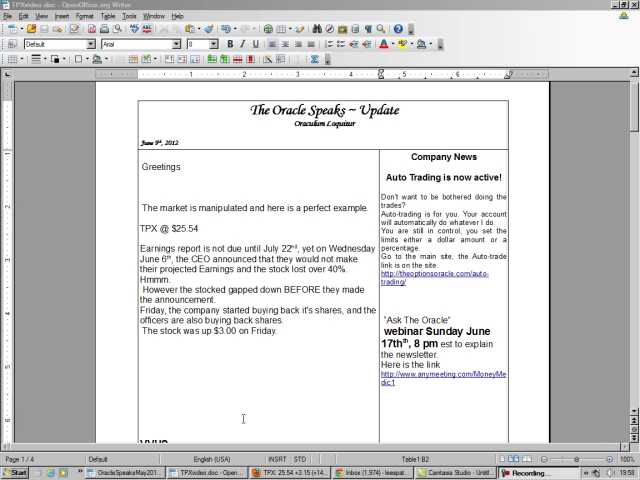 TPXvideo.doc - OpenOffice.org Writer
File Edit View Insert Format Table Tools Window Help
Default Arial 8
The Oracle Speaks ~ Update
Oraculum Loquitur
June 9th, 2012
Greetings
The market is manipulated and here is a perfect example.
TPX @ $25.54
Earnings report is not due until July 22nd, yet on Wednesday
June 6th, the CEO announced that they would not make
their projected Earnings and the stock lost over 40%.
Hmmm.
However the stocked gapped down BEFORE they made
the announcement.
Friday, the company started buying back it's shares, and the
officers are also buying back shares.
The stock was up $3.00 on Friday.
Company News
Auto Trading is now active!
Don't want to be bothered doing the
trades?
Auto-trading is for you. Your account
will automatically do whatever I do.
You are still in control, you set the
limits either a dollar amount or a
percentage.
Go to the main site, the Auto-trade
link is on the site.
http://theoptionsoracle.com/auto-
trading/
"Ask The Oracle"
webinar Sunday June
17thth, 8 pm est to explain
the newsletter.
Here is the link
http://www.anymeeting.com/MoneyMe
dic1
Page 1 / 4 Default English (USA) INSRT STD Table1:B2 100%
Start OracleSpeaksMay201... TPXvideo.doc - Open... TPX: 25.54 +3.15 (+14... Inbox (1,974) - leespat... Camtasia Studio - Untitl... Recording... 19:58